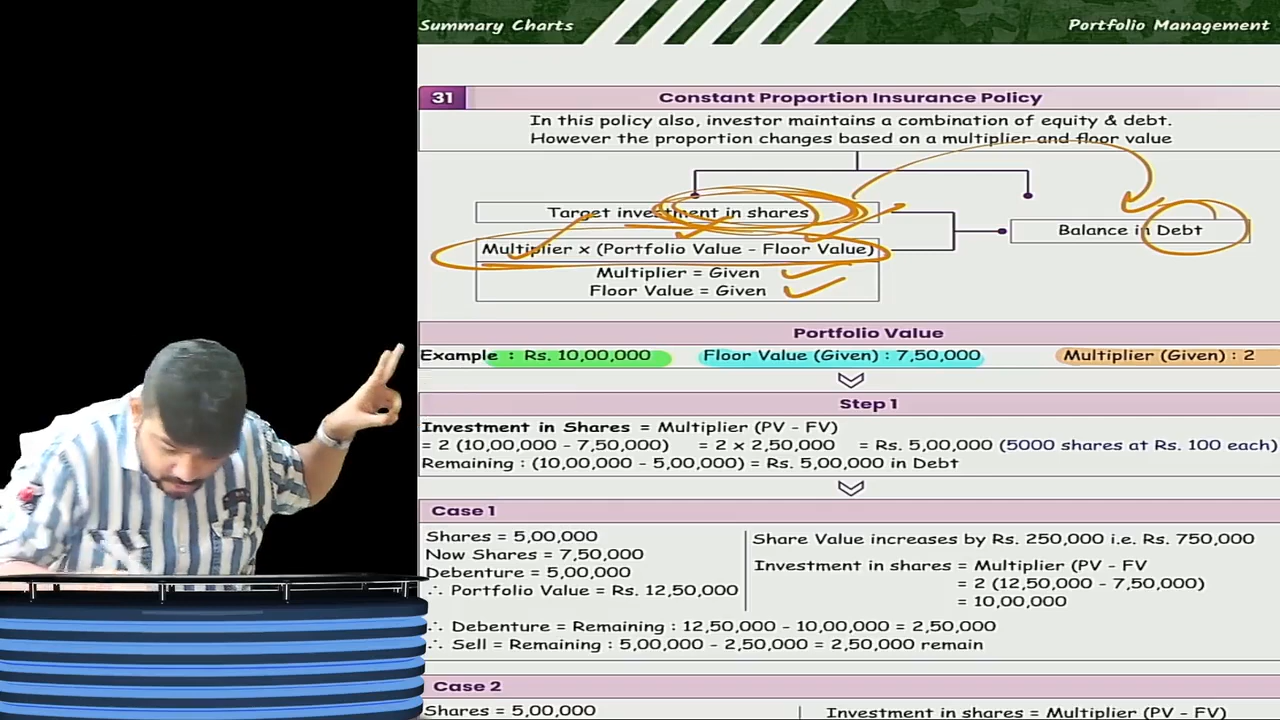 Summary Charts
Portfolio Management
31
Constant Proportion Insurance Policy
In this policy also, investor maintains a combination of equity & debt.
However the proportion changes based on a multiplier and floor value
Target investment in shares
Multiplier x (Portfolio Value - Floor Value)
Multiplier = Given
Floor Value = Given
Balance in Debt
Portfolio Value
Example : Rs. 10,00,000 Floor Value (Given) : 7,50,000 Multiplier (Given) : 2
Step 1
Investment in Shares = Multiplier (PV - FV)
= 2 (10,00,000 - 7,50,000) = 2 x 2,50,000 = Rs. 5,00,000 (5000 shares at Rs. 100 each)
Remaining : (10,00,000 - 5,00,000) = Rs. 5,00,000 in Debt
Case 1
Shares = 5,00,000
Now Shares = 7,50,000
Debenture = 5,00,000
∴ Portfolio Value = Rs. 12,50,000
Share Value increases by Rs. 250,000 i.e. Rs. 750,000
Investment in shares = Multiplier (PV - FV
= 2 (12,50,000 - 7,50,000)
= 10,00,000
∴ Debenture = Remaining : 12,50,000 - 10,00,000 = 2,50,000
∴ Sell = Remaining : 5,00,000 - 2,50,000 = 2,50,000 remain
Case 2
Shares = 5,00,000
Investment in shares = Multiplier (PV - FV)